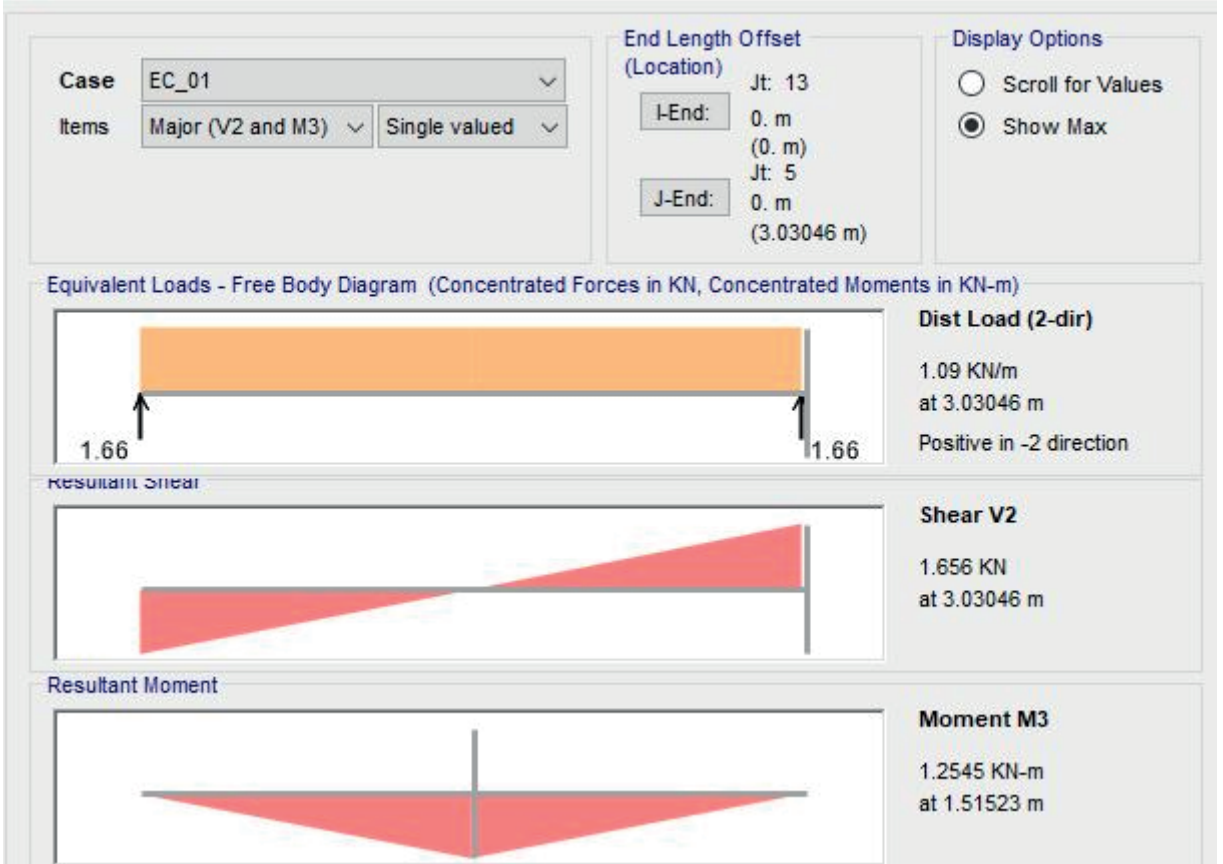 Case EC_01
Items Major (V2 and M3) Single valued
End Length Offset
(Location)
Jt: 13
I-End:
0. m
(0. m)
Jt: 5
J-End:
0. m
(3.03046 m)
Display Options
Scroll for Values
Show Max
Equivalent Loads - Free Body Diagram (Concentrated Forces in KN, Concentrated Moments in KN-m)
1.66
1.66
Dist Load (2-dir)
1.09 KN/m
at 3.03046 m
Positive in -2 direction
Resultant Shear
Shear V2
1.656 KN
at 3.03046 m
Resultant Moment
Moment M3
1.2545 KN-m
at 1.51523 m